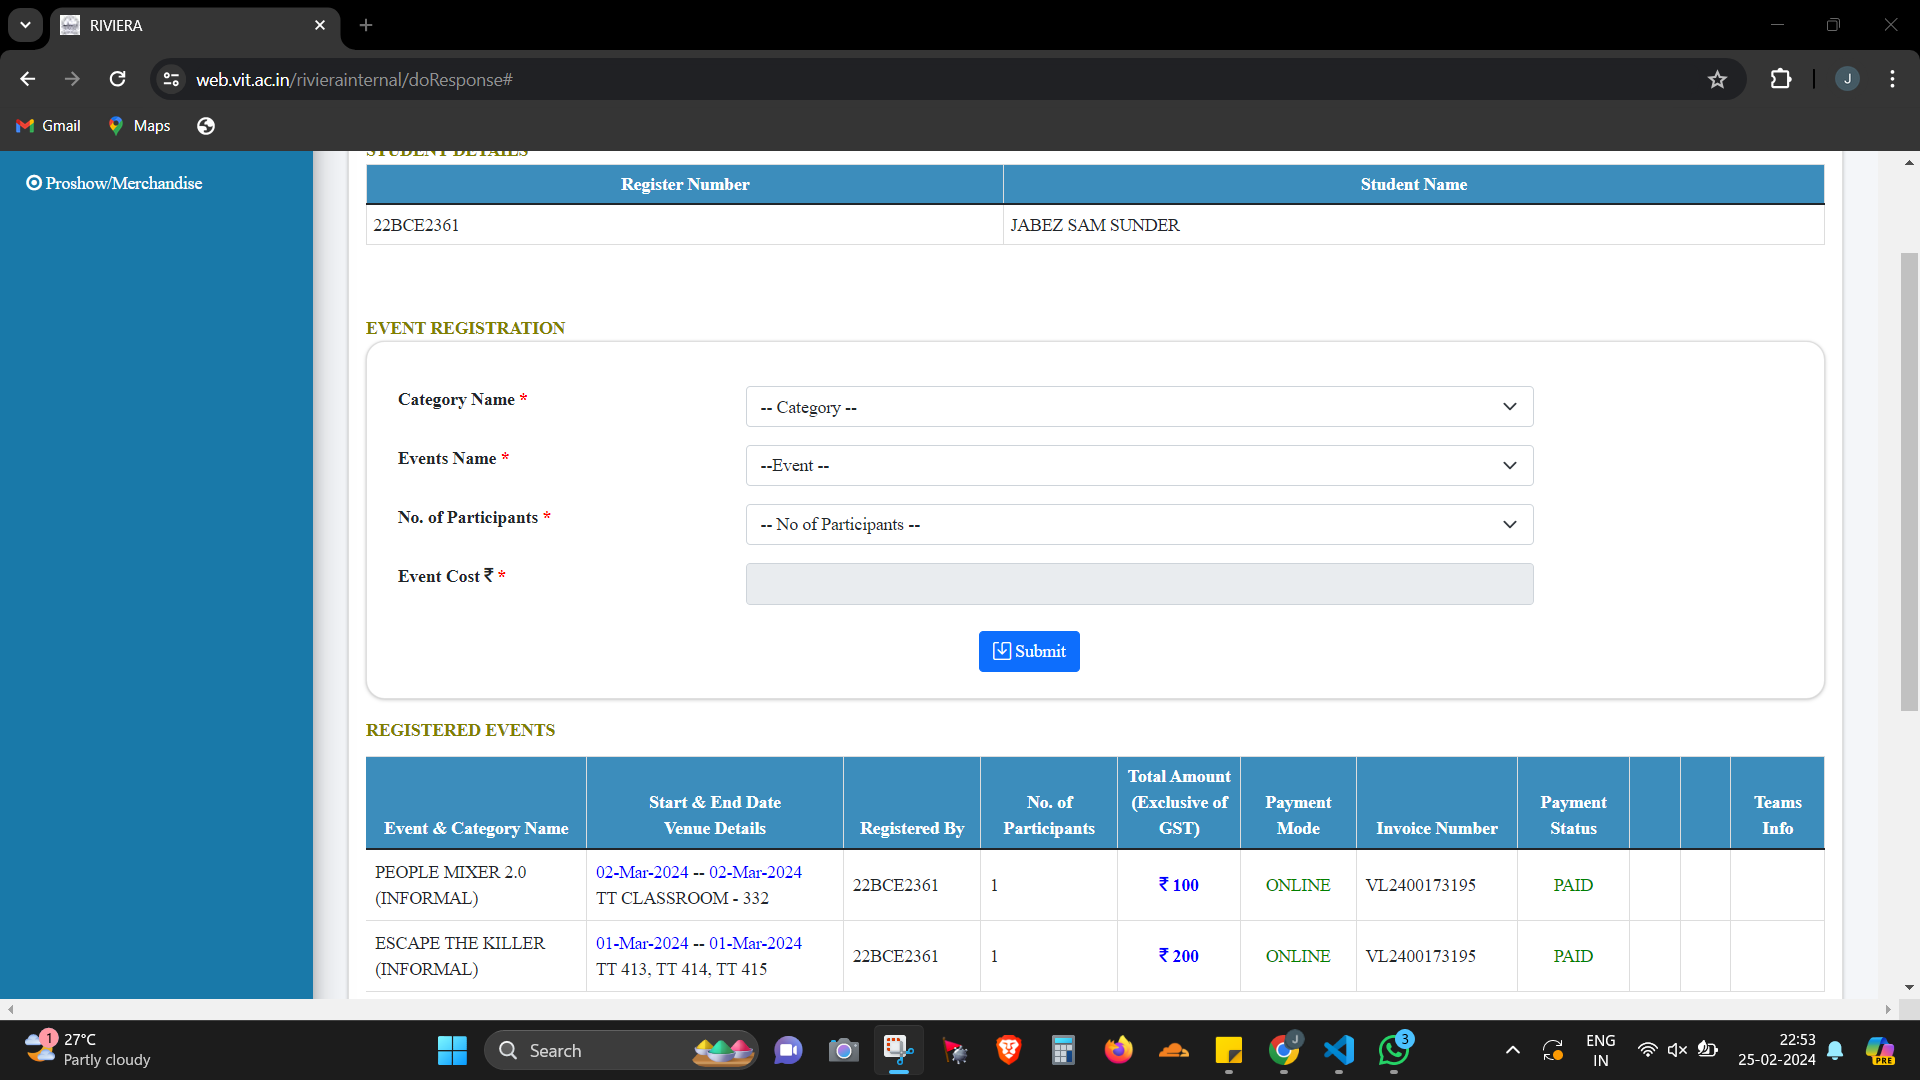 RIVIERA
web.vit.ac.in/rivierainternal/doResponse#
J
Gmail
Maps
Proshow/Merchandise
STUDENT DETAILS
Register Number Student Name
22BCE2361 JABEZ SAM SUNDER
EVENT REGISTRATION
Category Name *
-- Category --
Events Name *
--Event --
No. of Participants *
-- No of Participants --
Event Cost ₹ *
Submit
REGISTERED EVENTS
Event & Category Name
Start & End Date
Venue Details
Registered By
No. of
Participants
Total Amount
(Exclusive of
GST)
Payment
Mode
Invoice Number
Payment
Status
Teams
Info
PEOPLE MIXER 2.0
(INFORMAL)
02-Mar-2024 -- 02-Mar-2024
TT CLASSROOM - 332
22BCE2361
1
₹ 100
ONLINE
VL2400173195
PAID
ESCAPE THE KILLER
(INFORMAL)
01-Mar-2024 -- 01-Mar-2024
TT 413, TT 414, TT 415
22BCE2361
1
₹ 200
ONLINE
VL2400173195
PAID
1
27°C
Partly cloudy
Search
J
3
ENG
IN
22:53
25-02-2024
PRE